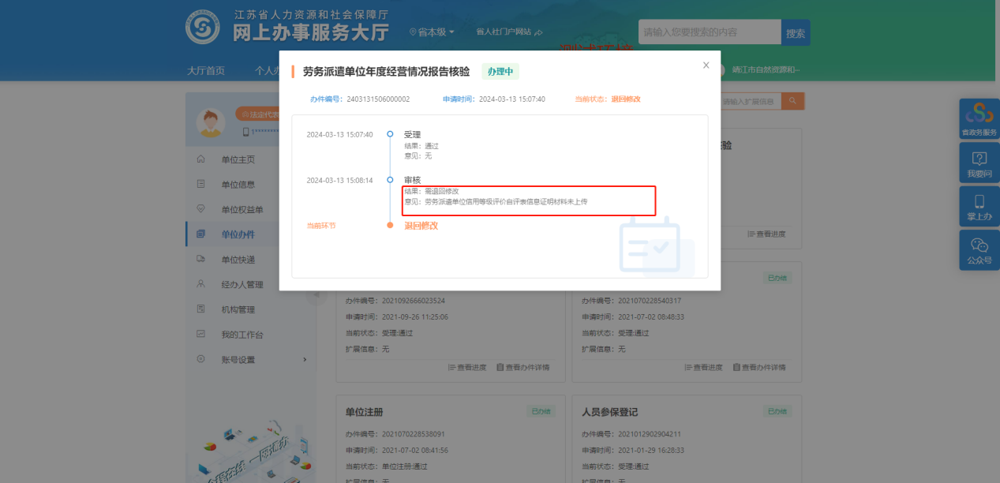 江苏省人力资源和社会保障厅
网上办事服务大厅
省本级
省人社门户网站
请输入您要搜索的内容
搜索
大厅首页
个人办
靖江市自然资源和...
劳务派遣单位年度经营情况报告核验
办理中
办件编号：2403131506000002
申请时间：2024-03-13 15:07:40
当前状态：退回修改
2024-03-13 15:07:40
受理
结果：通过
意见：无
2024-03-13 15:08:14
审核
结果：需退回修改
意见：劳务派遣单位信用等级评价自评表信息证明材料未上传
当前环节
退回修改
法定代表
1********
请输入扩展信息
验
查看进度
省政务服务
我要问
掌上办
公众号
单位主页
单位信息
单位权益单
单位办件
单位快递
经办人管理
机构管理
我的工作台
账号设置
办件编号：2021092666023524
申请时间：2021-09-26 11:25:06
当前状态：受理:通过
扩展信息：无
查看进度
查看办件详情
已办结
办件编号：2021070228540317
申请时间：2021-07-02 08:48:33
当前状态：受理:通过
扩展信息：无
查看进度
查看办件详情
单位注册
已办结
办件编号：2021070228538091
申请时间：2021-07-02 08:41:56
当前状态：单位注册:通过
扩展信息：无
人员参保登记
已办结
办件编号：2021012902904211
申请时间：2021-01-29 16:28:33
当前状态：受理:通过
扩展信息：无